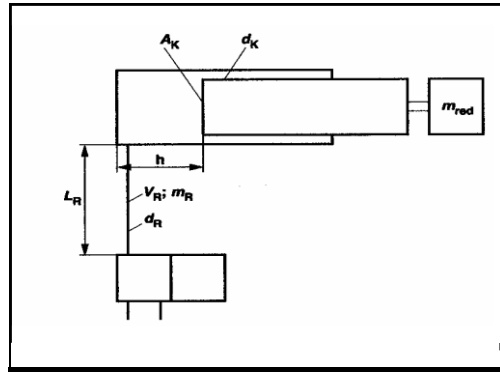 A_K
d_K
m_red
h
L_R
V_R; m_R
d_R